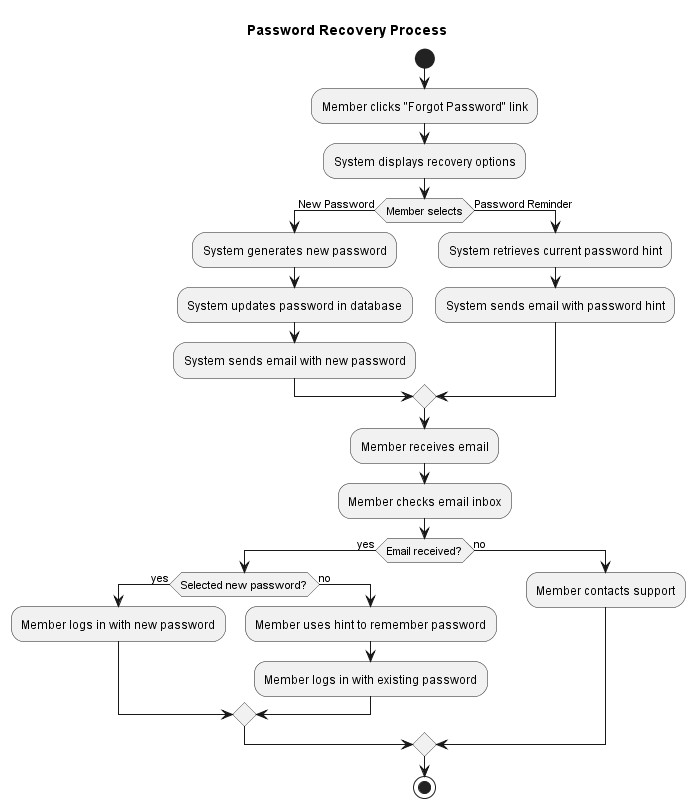 Password Recovery Process
Member clicks "Forgot Password" link
System displays recovery options
New Password
Member selects
Password Reminder
System generates new password
System retrieves current password hint
System updates password in database
System sends email with password hint
System sends email with new password
Member receives email
Member checks email inbox
yes
Email received?
no
yes
Selected new password?
no
Member contacts support
Member logs in with new password
Member uses hint to remember password
Member logs in with existing password